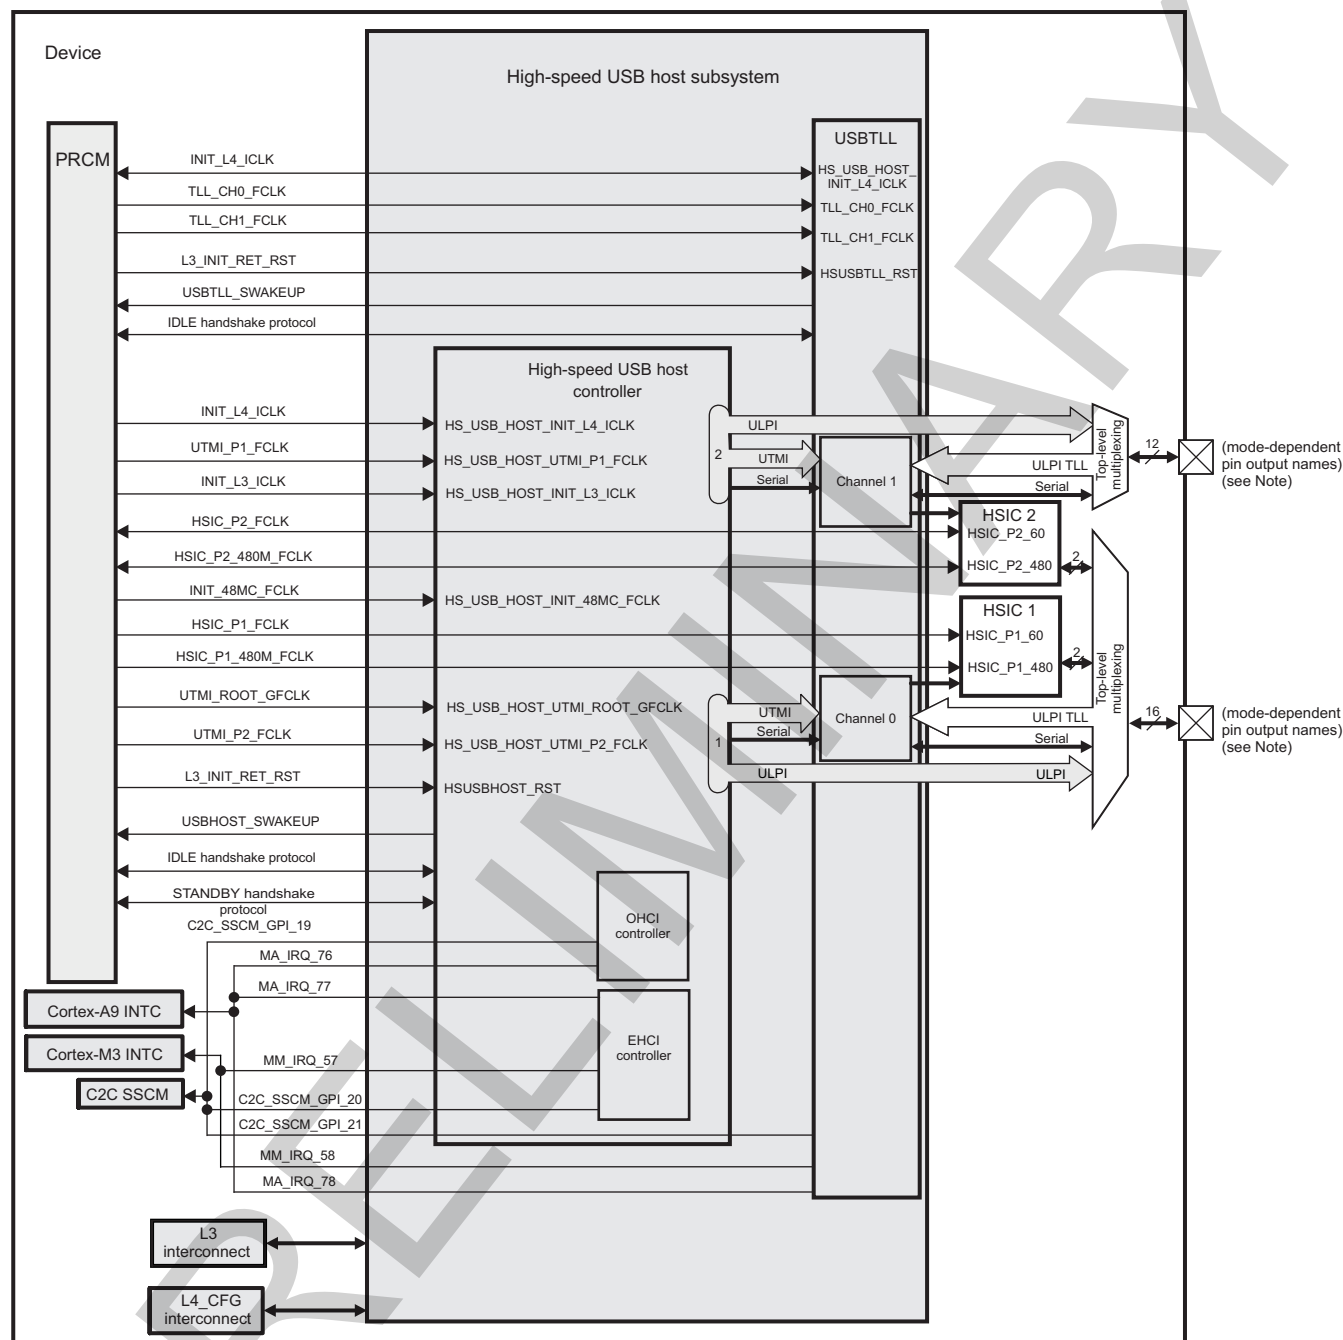 Device
High-speed USB host subsystem
PRCM
USBTLL
INIT_L4_ICLK
HS_USB_HOST_
INIT_L4_ICLK
TLL_CH0_FCLK
TLL_CH0_FCLK
TLL_CH1_FCLK
TLL_CH1_FCLK
L3_INIT_RET_RST
HSUSBTLL_RST
USBTLL_SWAKEUP
IDLE handshake protocol
High-speed USB host
controller
INIT_L4_ICLK
HS_USB_HOST_INIT_L4_ICLK
UTMI_P1_FCLK
HS_USB_HOST_UTMI_P1_FCLK
INIT_L3_ICLK
HS_USB_HOST_INIT_L3_ICLK
2
ULPI
UTMI
Serial
Channel 1
ULPI TLL
Serial
Top-level
multiplexing
12
(mode-dependent
pin output names)
(see Note)
HSIC_P2_FCLK
HSIC 2
HSIC_P2_60
HSIC_P2_480M_FCLK
HSIC_P2_480
2
INIT_48MC_FCLK
HS_USB_HOST_INIT_48MC_FCLK
HSIC_P1_FCLK
HSIC 1
HSIC_P1_60
HSIC_P1_480M_FCLK
HSIC_P1_480
2
Top-level
multiplexing
UTMI_ROOT_GFCLK
HS_USB_HOST_UTMI_ROOT_GFCLK
UTMI_P2_FCLK
HS_USB_HOST_UTMI_P2_FCLK
1
UTMI
Serial
Channel 0
ULPI TLL
Serial
16
(mode-dependent
pin output names)
(see Note)
L3_INIT_RET_RST
HSUSBHOST_RST
ULPI
ULPI
USBHOST_SWAKEUP
IDLE handshake protocol
STANDBY handshake
protocol
C2C_SSCM_GPI_19
OHCI
controller
MA_IRQ_76
MA_IRQ_77
Cortex-A9 INTC
EHCI
controller
Cortex-M3 INTC
MM_IRQ_57
C2C SSCM
C2C_SSCM_GPI_20
C2C_SSCM_GPI_21
MM_IRQ_58
MA_IRQ_78
L3
interconnect
L4_CFG
interconnect
PRELIMINARY